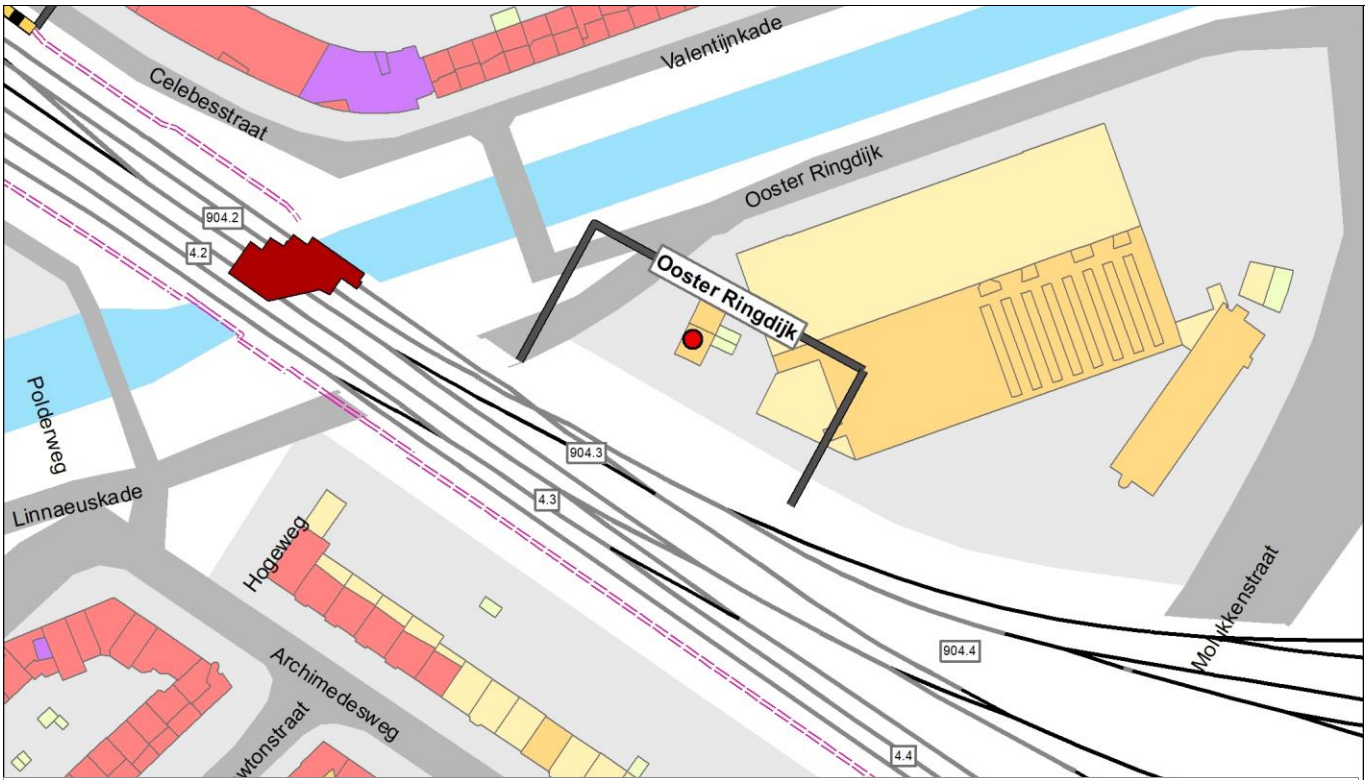 Valentijnkade
Celebesstraat
Ooster Ringdijk
904.2
4.2
Ooster Ringdijk
Polderweg
904.3
4.3
Linnaeuskade
Hogeweg
Molukkenstraat
904.4
Archimedesweg
wtonstraat
4.4